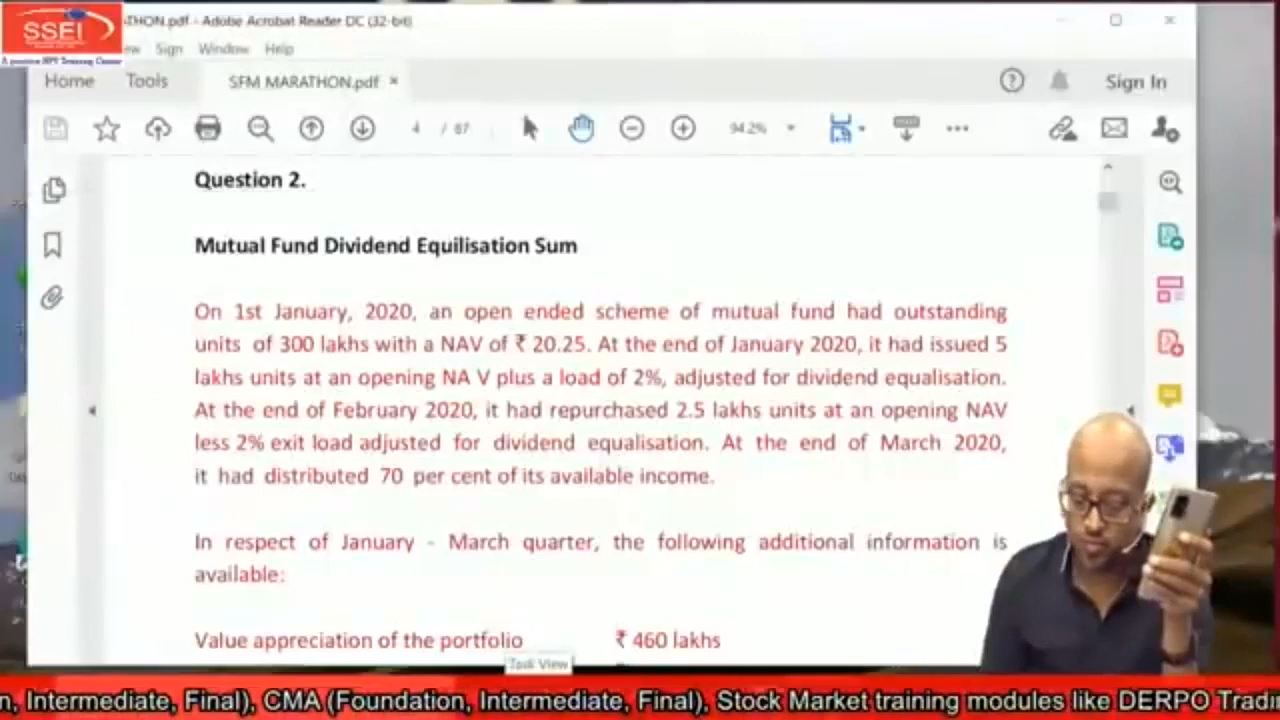 SSEI
THON.pdf - Adobe Acrobat Reader DC (32-bit)
ew Sign Window Help
Home Tools SFM MARATHON.pdf × Sign In
4 / 67 94.2%
Question 2.
Mutual Fund Dividend Equilisation Sum
On 1st January, 2020, an open ended scheme of mutual fund had outstanding
units of 300 lakhs with a NAV of ₹ 20.25. At the end of January 2020, it had issued 5
lakhs units at an opening NA V plus a load of 2%, adjusted for dividend equalisation.
At the end of February 2020, it had repurchased 2.5 lakhs units at an opening NAV
less 2% exit load adjusted for dividend equalisation. At the end of March 2020,
it had distributed 70 per cent of its available income.
In respect of January - March quarter, the following additional information is
available:
Value appreciation of the portfolio ₹ 460 lakhs
Task View
n, Intermediate, Final), CMA (Foundation, Intermediate, Final), Stock Market training modules like DERPO Tradi